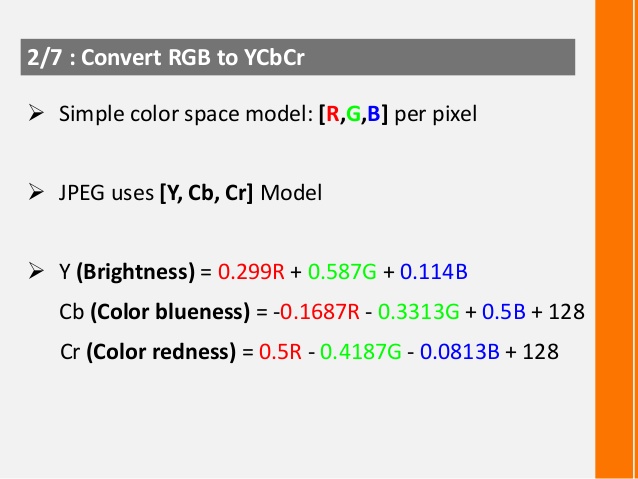 2/7 : Convert RGB to YCbCr
➢ Simple color space model: [R,G,B] per pixel
➢ JPEG uses [Y, Cb, Cr] Model
➢ Y (Brightness) = 0.299R + 0.587G + 0.114B
Cb (Color blueness) = -0.1687R - 0.3313G + 0.5B + 128
Cr (Color redness) = 0.5R - 0.4187G - 0.0813B + 128